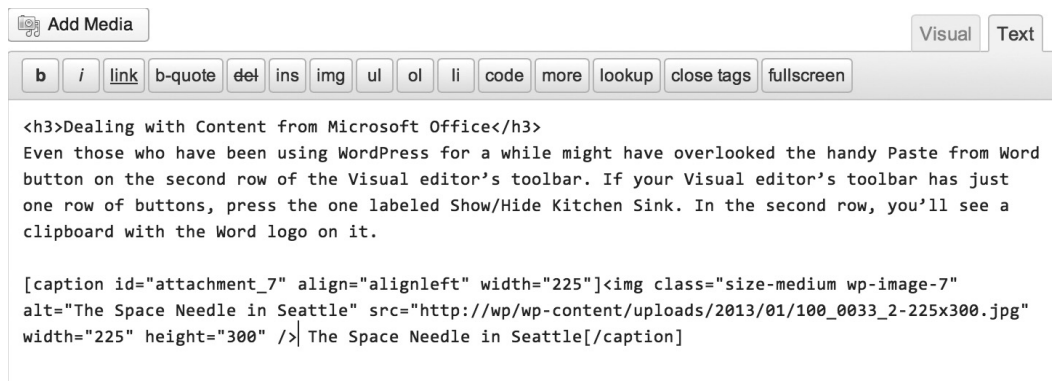 Add Media
Visual Text
b i link b-quote del ins img ul ol li code more lookup close tags fullscreen
<h3>Dealing with Content from Microsoft Office</h3>
Even those who have been using WordPress for a while might have overlooked the handy Paste from Word
button on the second row of the Visual editor’s toolbar. If your Visual editor’s toolbar has just
one row of buttons, press the one labeled Show/Hide Kitchen Sink. In the second row, you’ll see a
clipboard with the Word logo on it.
[caption id="attachment_7" align="alignleft" width="225"]<img class="size-medium wp-image-7"
alt="The Space Needle in Seattle" src="http://wp/wp-content/uploads/2013/01/100_0033_2-225x300.jpg"
width="225" height="300" /> The Space Needle in Seattle[/caption]